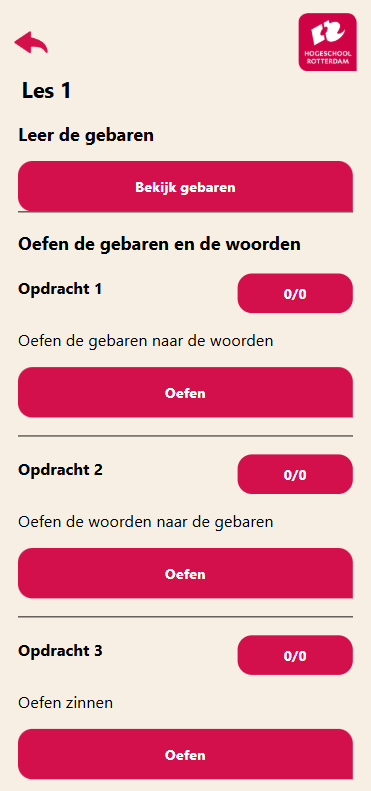 HOGESCHOOL
ROTTERDAM
Les 1
Leer de gebaren
Bekijk gebaren
Oefen de gebaren en de woorden
Opdracht 1
0/0
Oefen de gebaren naar de woorden
Oefen
Opdracht 2
0/0
Oefen de woorden naar de gebaren
Oefen
Opdracht 3
0/0
Oefen zinnen
Oefen